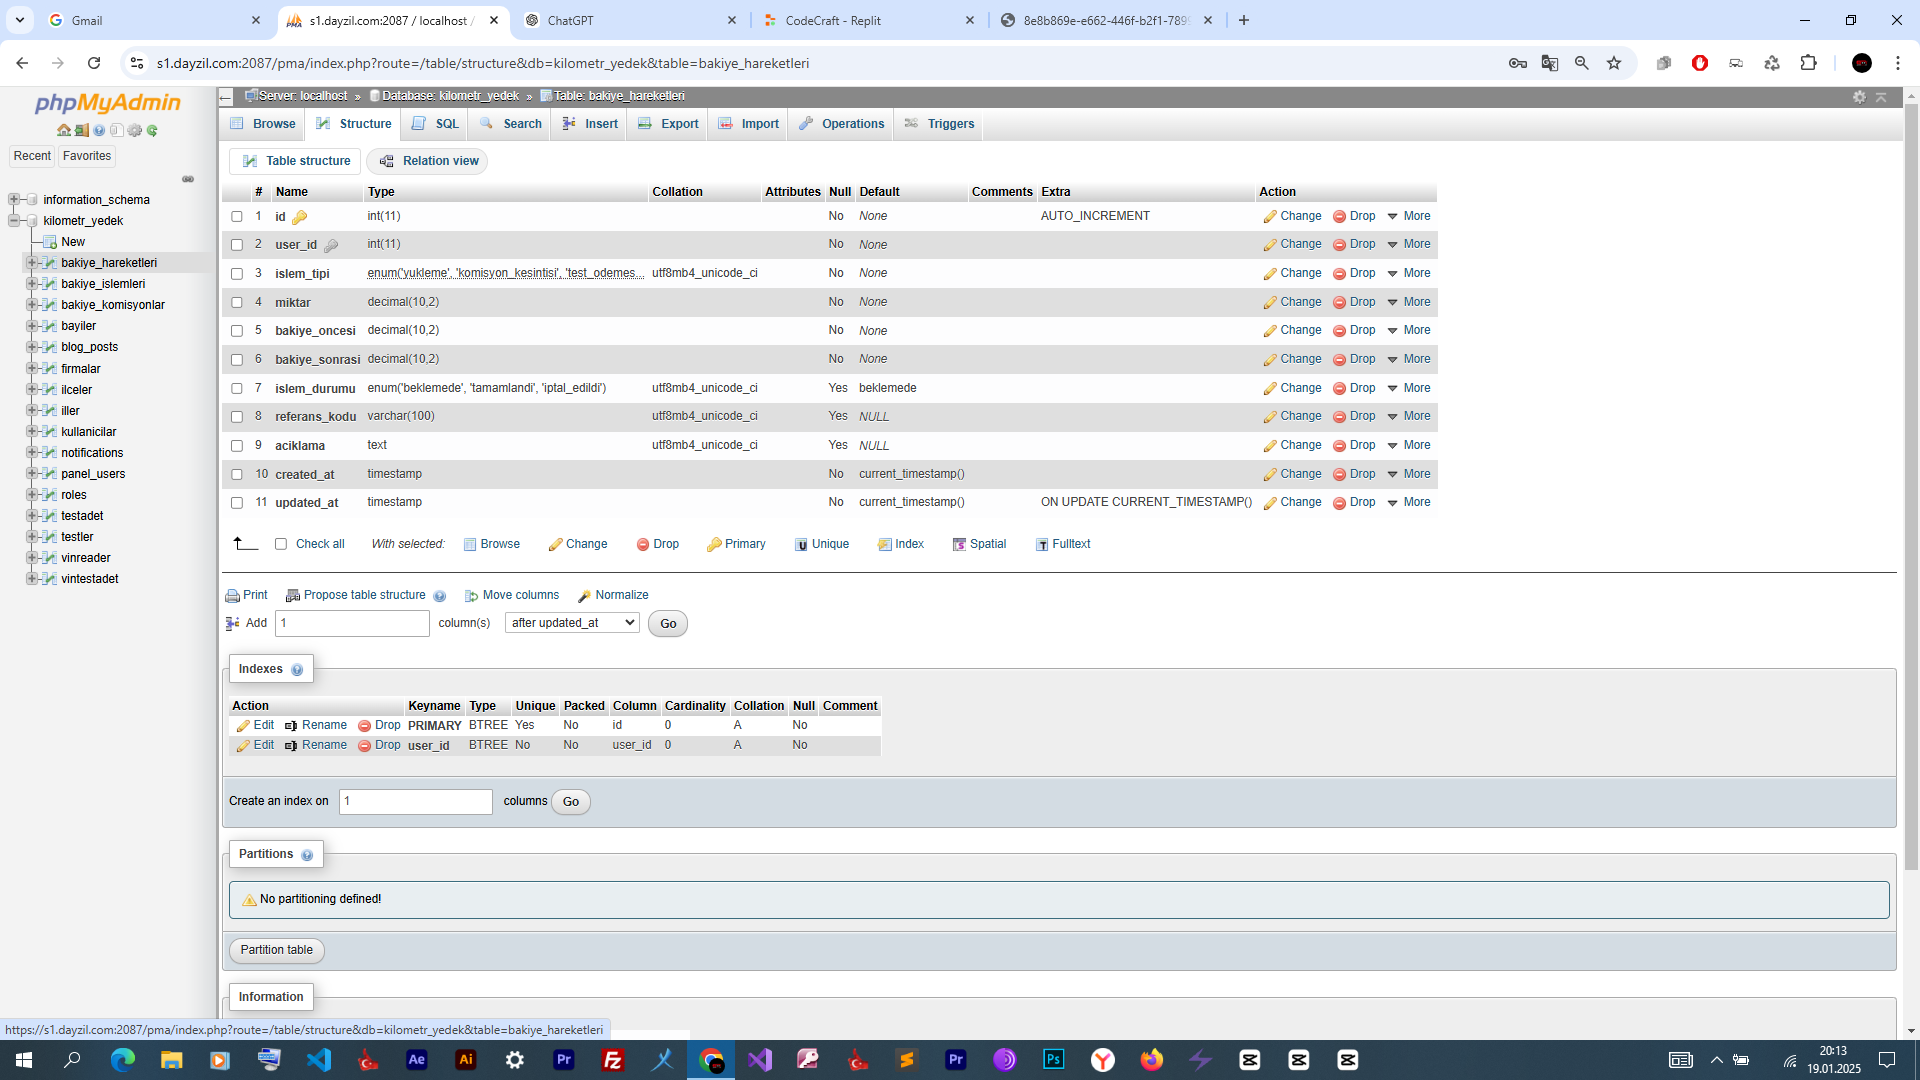 Gmail
s1.dayzil.com:2087 / localhost /
ChatGPT
CodeCraft - Replit
8e8b869e-e662-446f-b2f1-789
s1.dayzil.com:2087/pma/index.php?route=/table/structure&db=kilometr_yedek&table=bakiye_hareketleri
phpMyAdmin
Recent
Favorites
information_schema
kilometr_yedek
New
bakiye_hareketleri
bakiye_islemleri
bakiye_komisyonlar
bayiler
blog_posts
firmalar
ilceler
iller
kullanicilar
notifications
panel_users
roles
testadet
testler
vinreader
vintestadet
Server: localhost » Database: kilometr_yedek » Table: bakiye_hareketleri
Browse Structure SQL Search Insert Export Import Operations Triggers
Table structure Relation view
# Name Type Collation Attributes Null Default Comments Extra Action
1 id int(11) No None AUTO_INCREMENT Change Drop More
2 user_id int(11) No None Change Drop More
3 islem_tipi enum('yukleme', 'komisyon_kesintisi', 'test_odemes... utf8mb4_unicode_ci No None Change Drop More
4 miktar decimal(10,2) No None Change Drop More
5 bakiye_oncesi decimal(10,2) No None Change Drop More
6 bakiye_sonrasi decimal(10,2) No None Change Drop More
7 islem_durumu enum('beklemede', 'tamamlandi', 'iptal_edildi') utf8mb4_unicode_ci Yes beklemede Change Drop More
8 referans_kodu varchar(100) utf8mb4_unicode_ci Yes NULL Change Drop More
9 aciklama text utf8mb4_unicode_ci Yes NULL Change Drop More
10 created_at timestamp No current_timestamp() Change Drop More
11 updated_at timestamp No current_timestamp() ON UPDATE CURRENT_TIMESTAMP() Change Drop More
Check all With selected: Browse Change Drop Primary Unique Index Spatial Fulltext
Print Propose table structure Move columns Normalize
Add 1 column(s) after updated_at Go
Indexes
Action Keyname Type Unique Packed Column Cardinality Collation Null Comment
Edit Rename Drop PRIMARY BTREE Yes No id 0 A No
Edit Rename Drop user_id BTREE No No user_id 0 A No
Create an index on 1 columns Go
Partitions
No partitioning defined!
Partition table
Information
https://s1.dayzil.com:2087/pma/index.php?route=/table/structure&db=kilometr_yedek&table=bakiye_hareketleri
20:13
19.01.2025